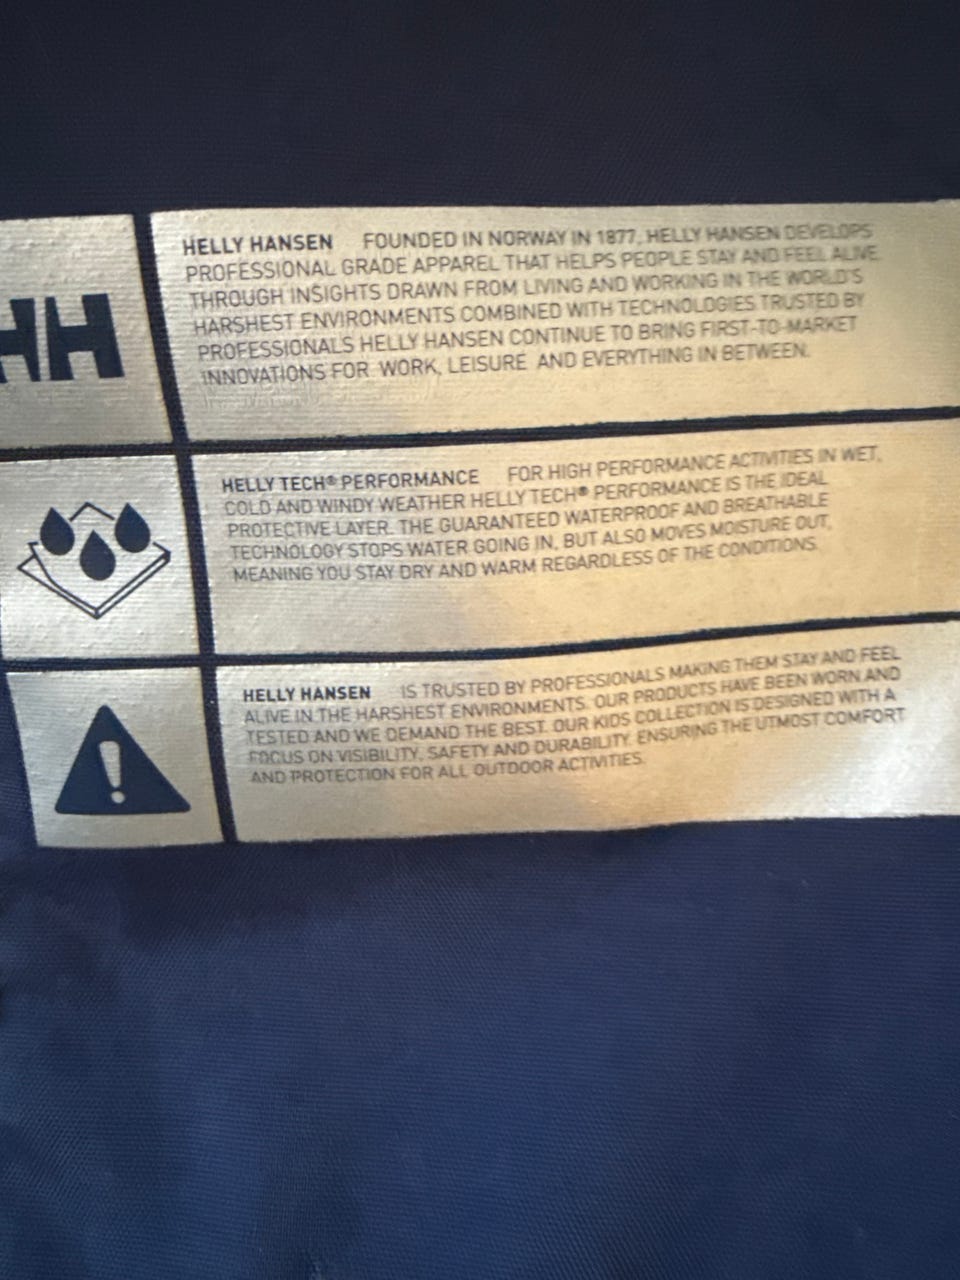 HH
HELLY HANSEN FOUNDED IN NORWAY IN 1877, HELLY HANSEN DEVELOPS
PROFESSIONAL GRADE APPAREL THAT HELPS PEOPLE STAY AND FEEL ALIVE.
THROUGH INSIGHTS DRAWN FROM LIVING AND WORKING IN THE WORLD'S
HARSHEST ENVIRONMENTS COMBINED WITH TECHNOLOGIES TRUSTED BY
PROFESSIONALS HELLY HANSEN CONTINUE TO BRING FIRST-TO-MARKET
INNOVATIONS FOR WORK, LEISURE AND EVERYTHING IN BETWEEN.
HELLY TECH® PERFORMANCE FOR HIGH PERFORMANCE ACTIVITIES IN WET,
COLD AND WINDY WEATHER HELLY TECH® PERFORMANCE IS THE IDEAL
PROTECTIVE LAYER. THE GUARANTEED WATERPROOF AND BREATHABLE
TECHNOLOGY STOPS WATER GOING IN, BUT ALSO MOVES MOISTURE OUT,
MEANING YOU STAY DRY AND WARM REGARDLESS OF THE CONDITIONS.
HELLY HANSEN IS TRUSTED BY PROFESSIONALS MAKING THEM STAY AND FEEL
ALIVE IN THE HARSHEST ENVIRONMENTS. OUR PRODUCTS HAVE BEEN WORN AND
TESTED AND WE DEMAND THE BEST. OUR KIDS COLLECTION IS DESIGNED WITH A
FOCUS ON VISIBILITY, SAFETY AND DURABILITY. ENSURING THE UTMOST COMFORT
AND PROTECTION FOR ALL OUTDOOR ACTIVITIES.